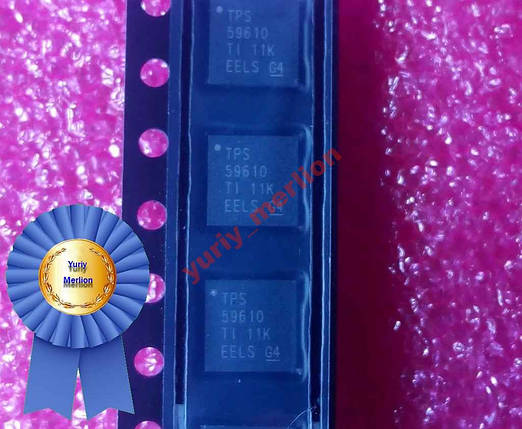 TPS
59610
TI 11K
EELS G4
TPS
59610
TI 11K
EELS G4
yuriy_merlion
Yuriy
Merlion
TPS
59610
TI 11K
EELS G4